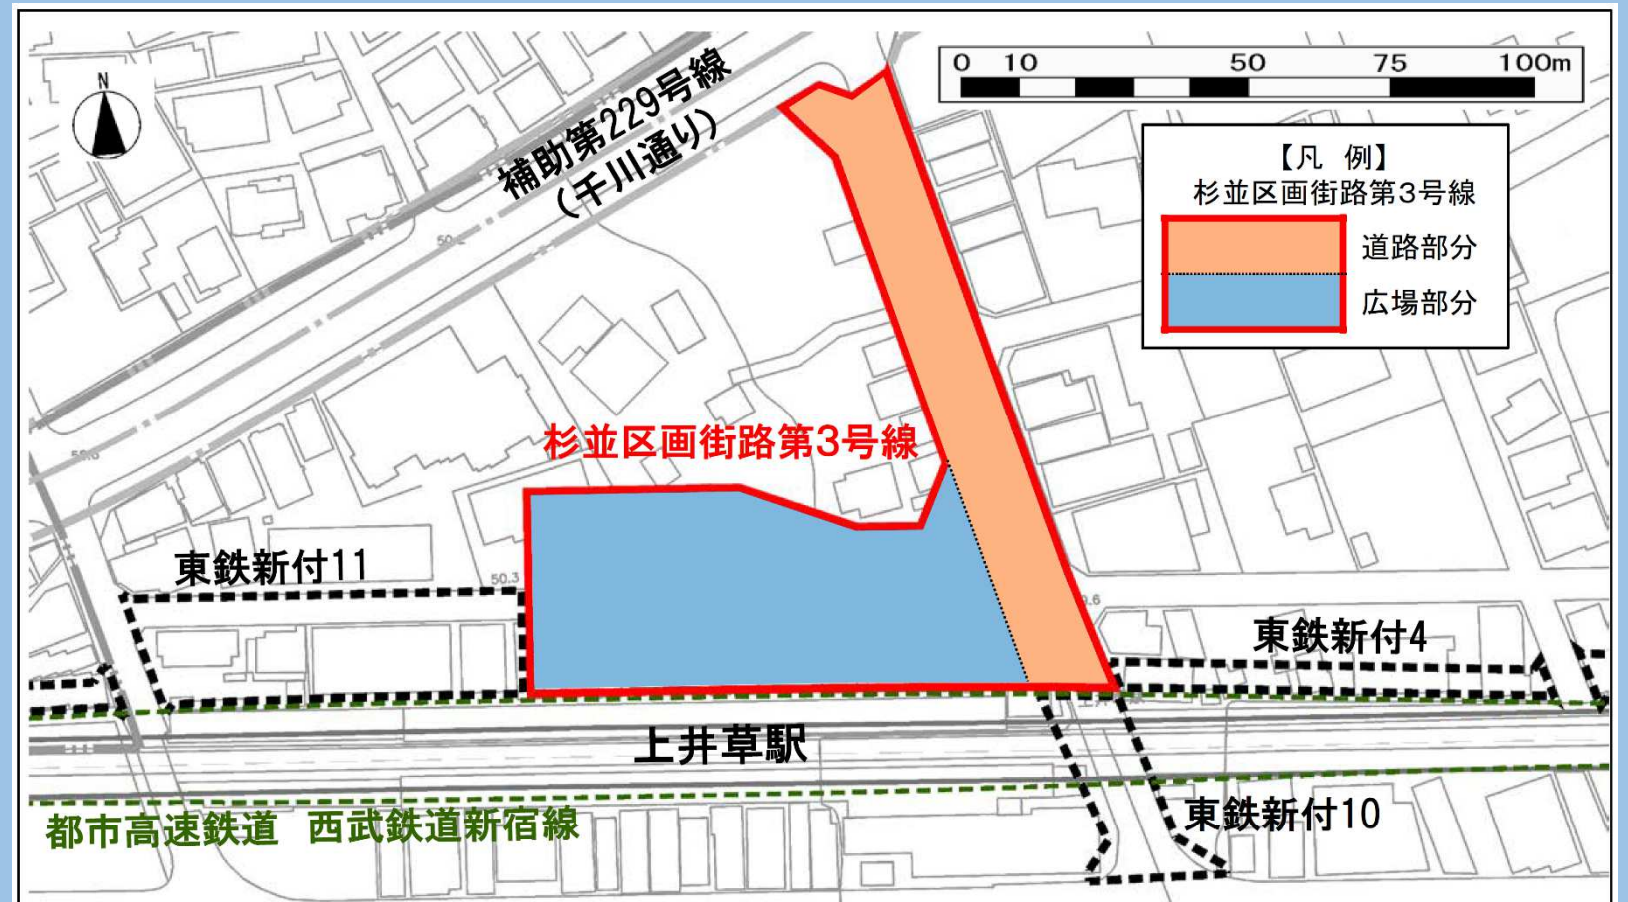 N
0 10 50 75 100m
補助第229号線
（千川通り）
【凡 例】
杉並区画街路第3号線
道路部分
広場部分
杉並区画街路第3号線
東鉄新付11
50.3
東鉄新付4
上井草駅
東鉄新付10
都市高速鉄道 西武鉄道新宿線